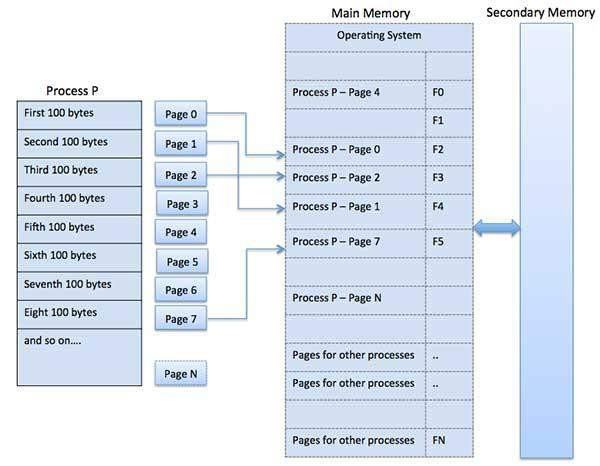 Main Memory
Secondary Memory
Operating System
Process P
First 100 bytes
Second 100 bytes
Third 100 bytes
Fourth 100 bytes
Fifth 100 bytes
Sixth 100 bytes
Seventh 100 bytes
Eight 100 bytes
and so on....
Page 0
Page 1
Page 2
Page 3
Page 4
Page 5
Page 6
Page 7
Page N
Process P – Page 4 F0
F1
Process P – Page 0 F2
Process P – Page 2 F3
Process P – Page 1 F4
Process P – Page 7 F5
Process P – Page N
Pages for other processes ..
Pages for other processes ..
Pages for other processes FN